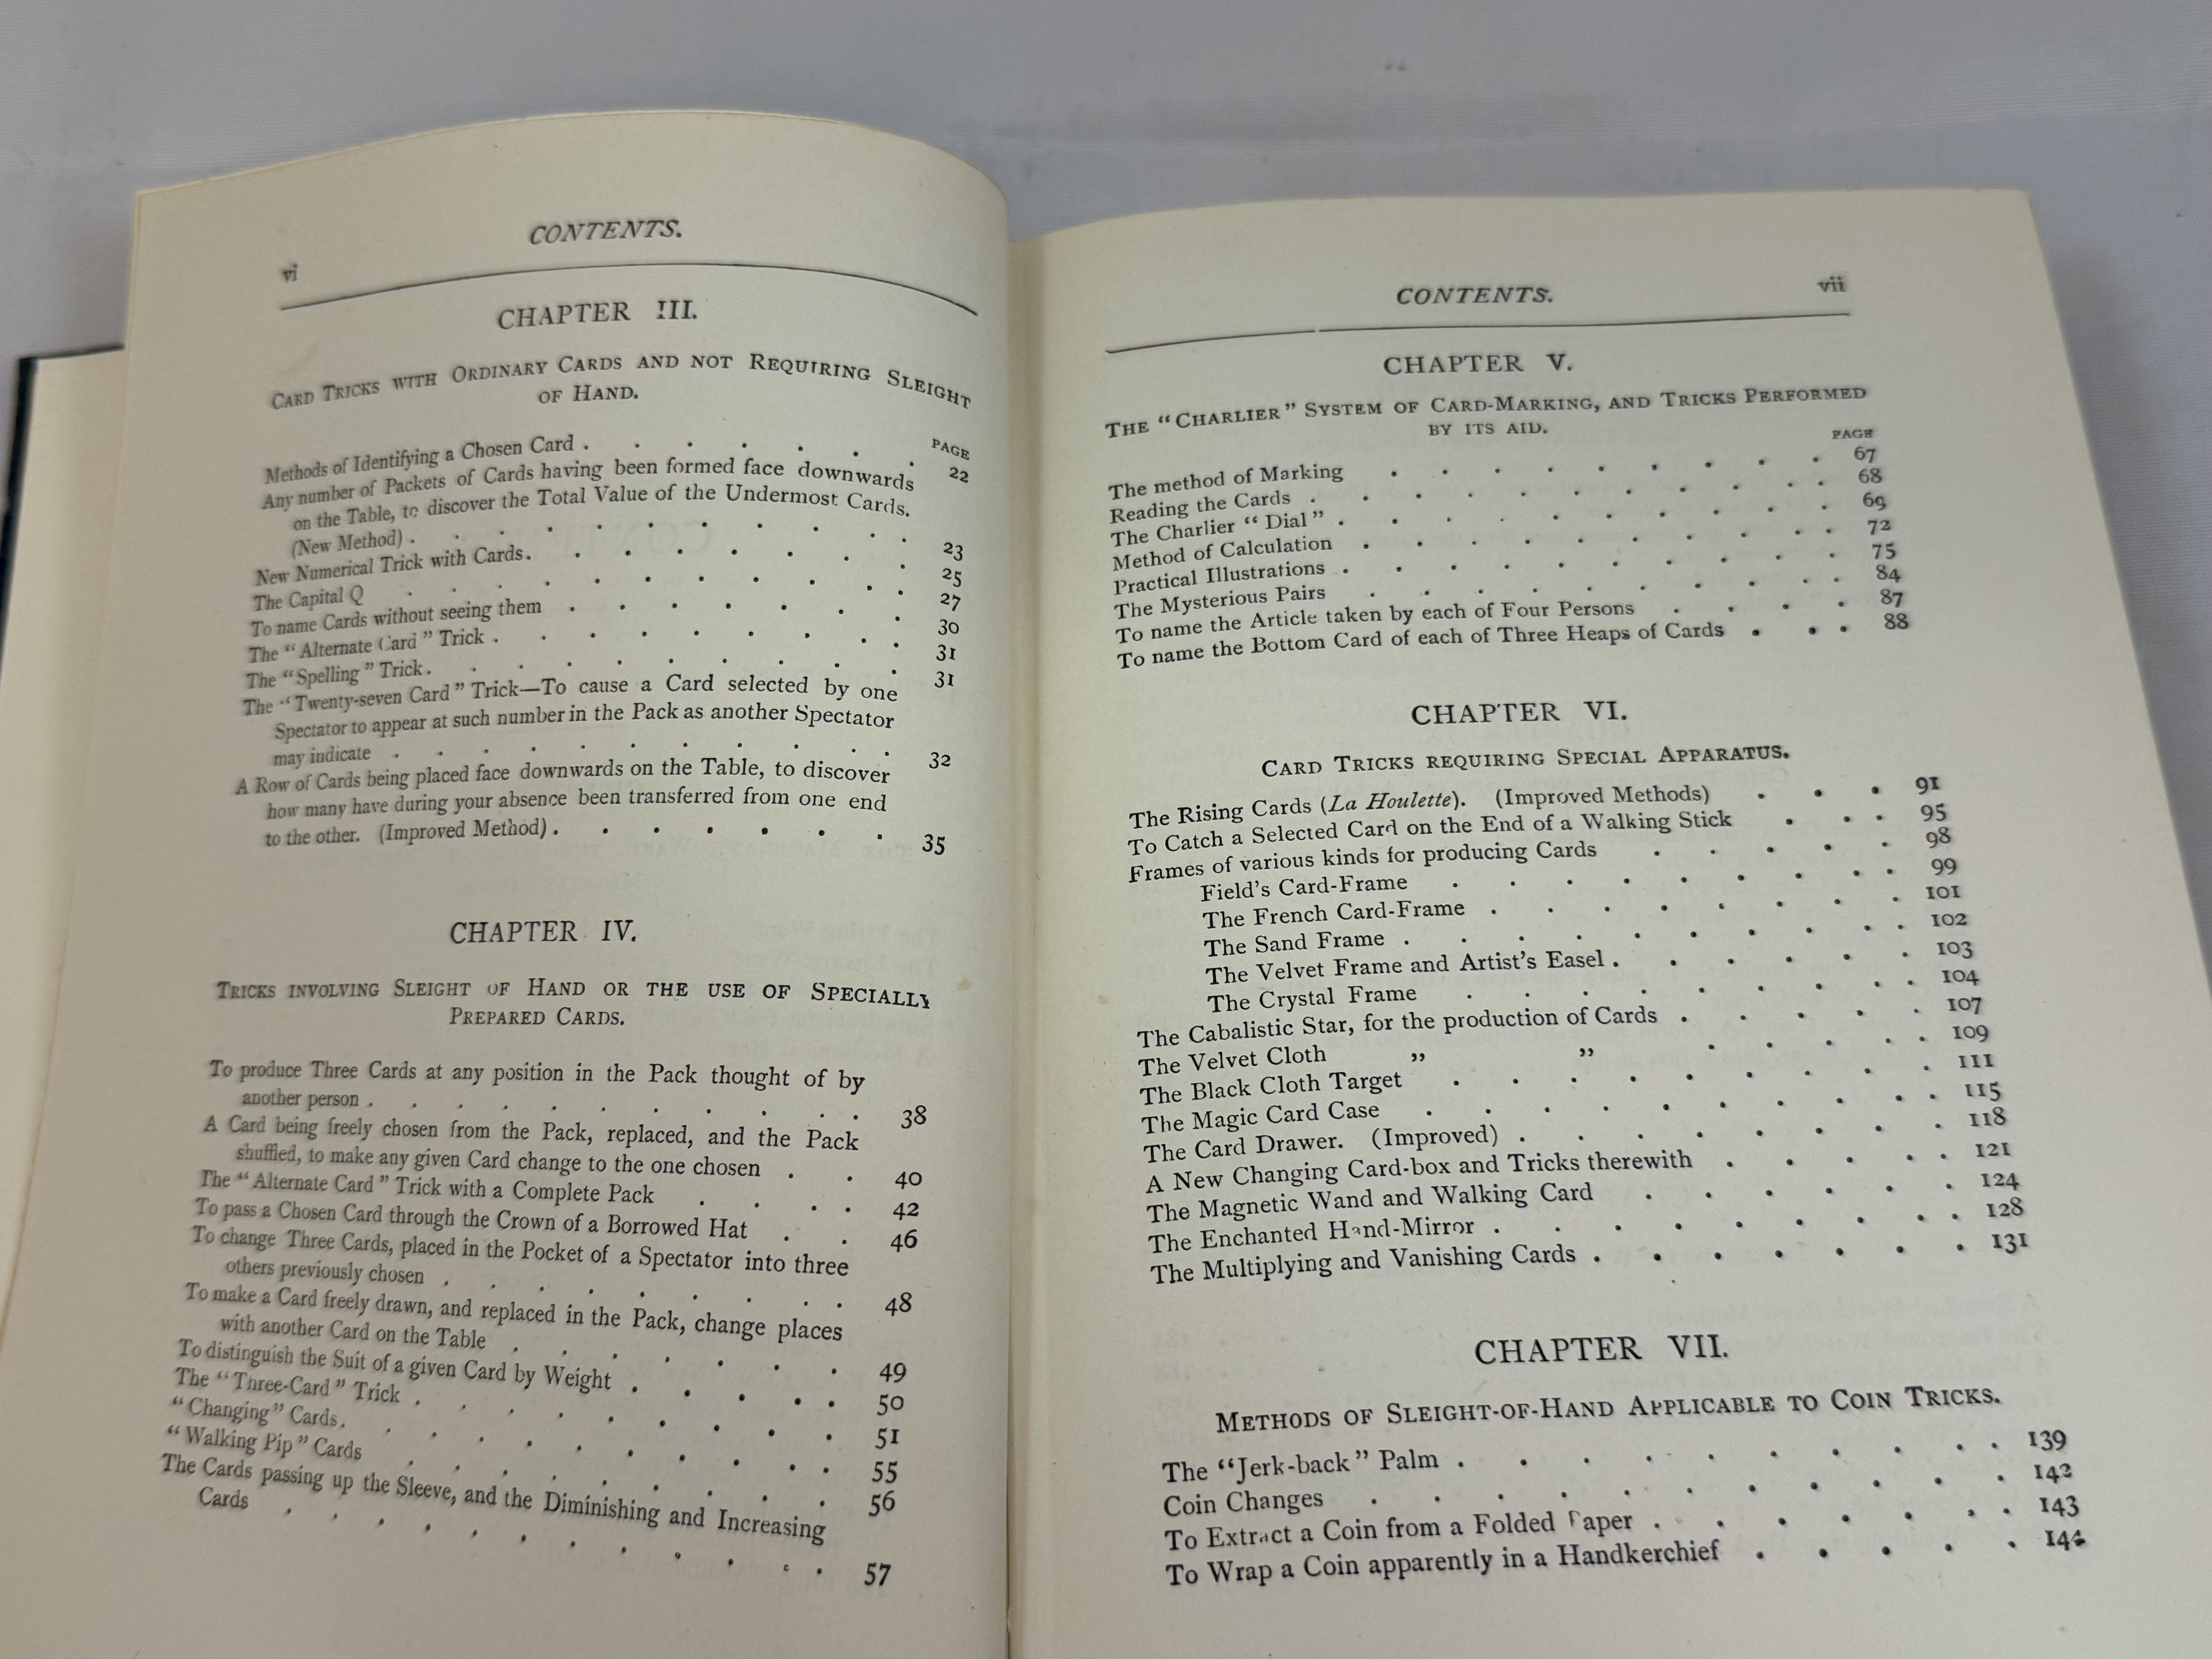 CONTENTS.
vi
CHAPTER III.
CARD TRICKS WITH ORDINARY CARDS AND NOT REQUIRING SLEIGHT
OF HAND.
PAGE
Methods of Identifying a Chosen Card . . . . . . . 22
Any number of Packets of Cards having been formed face downwards
on the Table, to discover the Total Value of the Undermost Cards.
(New Method) . . . . . . . . . 23
New Numerical Trick with Cards. . . . . . . . 25
The Capital Q . . . . . . . . . . 27
To name Cards without seeing them . . . . . . . 30
The "Alternate Card" Trick . . . . . . . . . 31
The "Spelling" Trick. . . . . . . . . . 31
The "Twenty-seven Card" Trick—To cause a Card selected by one
Spectator to appear at such number in the Pack as another Spectator
may indicate . . . . . . . . . . 32
A Row of Cards being placed face downwards on the Table, to discover
how many have during your absence been transferred from one end
to the other. (Improved Method) . . . . . . . 35
CHAPTER IV.
TRICKS INVOLVING SLEIGHT OF HAND OR THE USE OF SPECIALLY
PREPARED CARDS.
To produce Three Cards at any position in the Pack thought of by
another person . . . . . . . . . . . 38
A Card being freely chosen from the Pack, replaced, and the Pack
shuffled, to make any given Card change to the one chosen . . 40
The "Alternate Card" Trick with a Complete Pack . . . . 42
To pass a Chosen Card through the Crown of a Borrowed Hat . . 46
To change Three Cards, placed in the Pocket of a Spectator into three
others previously chosen . . . . . . . . . 48
To make a Card freely drawn, and replaced in the Pack, change places
with another Card on the Table . . . . . . . 49
To distinguish the Suit of a given Card by Weight . . . . . 50
The "Three-Card" Trick . . . . . . . . . 51
"Changing" Cards. . . . . . . . . . 55
"Walking Pip" Cards . . . . . . . . . 56
The Cards passing up the Sleeve, and the Diminishing and Increasing
Cards . . . . . . . . . . . . 57
CONTENTS. vii
CHAPTER V.
THE "CHARLIER" SYSTEM OF CARD-MARKING, AND TRICKS PERFORMED
BY ITS AID.
PAGE
The method of Marking . . . . . . . . . 67
Reading the Cards . . . . . . . . . . 68
The Charlier "Dial" . . . . . . . . . . 69
Method of Calculation . . . . . . . . . 72
Practical Illustrations . . . . . . . . . 75
The Mysterious Pairs . . . . . . . . . 84
To name the Article taken by each of Four Persons . . . . 87
To name the Bottom Card of each of Three Heaps of Cards . . . 88
CHAPTER VI.
CARD TRICKS REQUIRING SPECIAL APPARATUS.
The Rising Cards (La Houlette). (Improved Methods) . . . 91
To Catch a Selected Card on the End of a Walking Stick . . . 95
Frames of various kinds for producing Cards . . . . . 98
Field's Card-Frame . . . . . . . . . 99
The French Card-Frame . . . . . . . . 101
The Sand Frame . . . . . . . . . . 102
The Velvet Frame and Artist's Easel . . . . . . 103
The Crystal Frame . . . . . . . . . 104
The Cabalistic Star, for the production of Cards . . . . . 107
The Velvet Cloth " " . . . . . 109
The Black Cloth Target . . . . . . . . . 111
The Magic Card Case . . . . . . . . . . 115
The Card Drawer. (Improved) . . . . . . . . 118
A New Changing Card-box and Tricks therewith . . . . . 121
The Magnetic Wand and Walking Card . . . . . . 124
The Enchanted Hand-Mirror . . . . . . . . . 128
The Multiplying and Vanishing Cards . . . . . . . 131
CHAPTER VII.
METHODS OF SLEIGHT-OF-HAND APPLICABLE TO COIN TRICKS.
The "Jerk-back" Palm . . . . . . . . . . 139
Coin Changes . . . . . . . . . . . 142
To Extract a Coin from a Folded Paper . . . . . . . 143
To Wrap a Coin apparently in a Handkerchief . . . . . 144